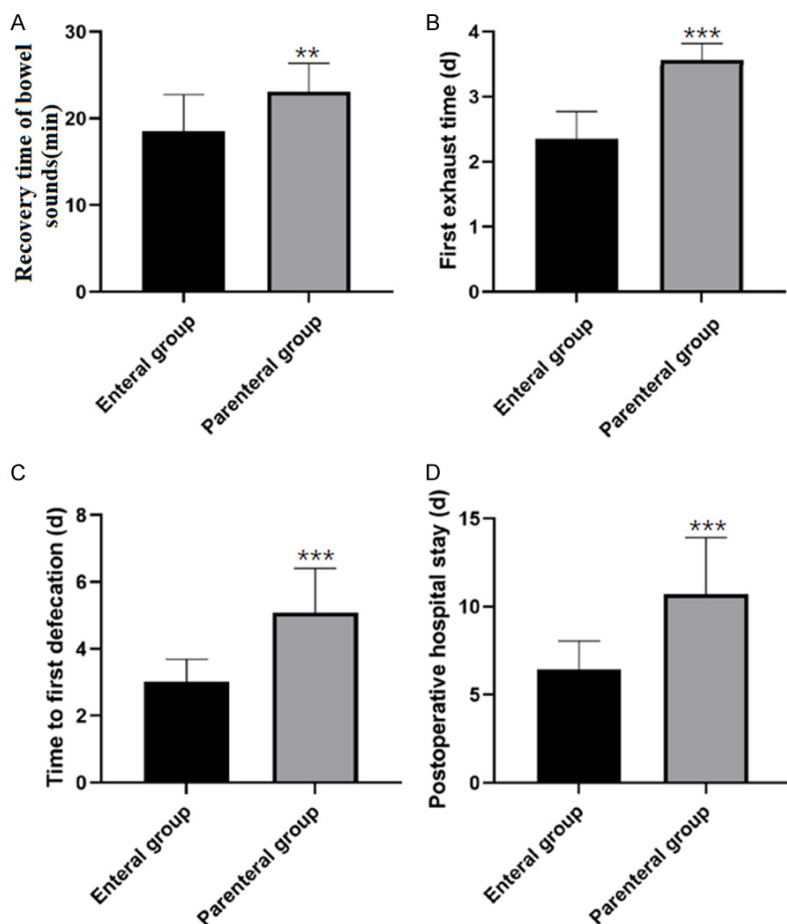 A
Recovery time of bowel
sounds(min)
30
20
10
0
**
Enteral group
Parenteral group
B
First exhaust time (d)
4
3
2
1
0
***
Enteral group
Parenteral group
C
Time to first defecation (d)
8
6
4
2
0
***
Enteral group
Parenteral group
D
Postoperative hospital stay (d)
15
10
5
0
***
Enteral group
Parenteral group